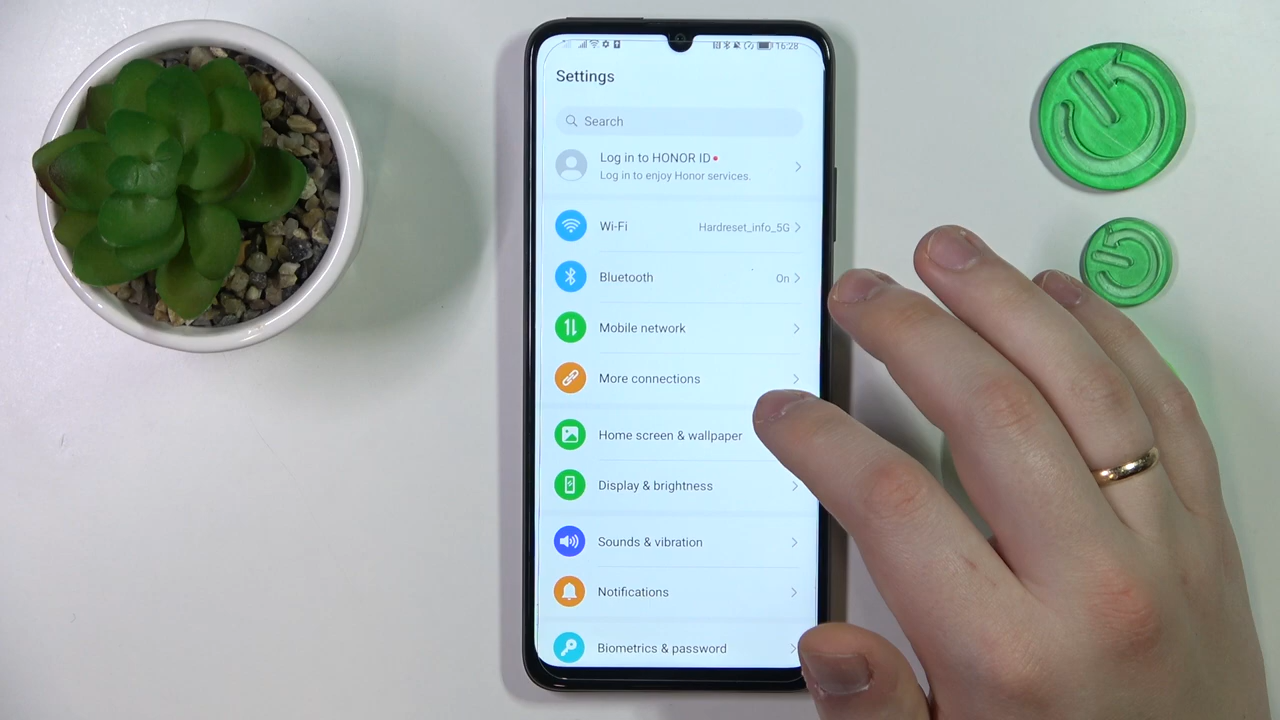 16:28
Settings
Search
Log in to HONOR ID
Log in to enjoy Honor services.
Wi-Fi Hardreset_info_5G
Bluetooth On
Mobile network
More connections
Home screen & wallpaper
Display & brightness
Sounds & vibration
Notifications
Biometrics & password